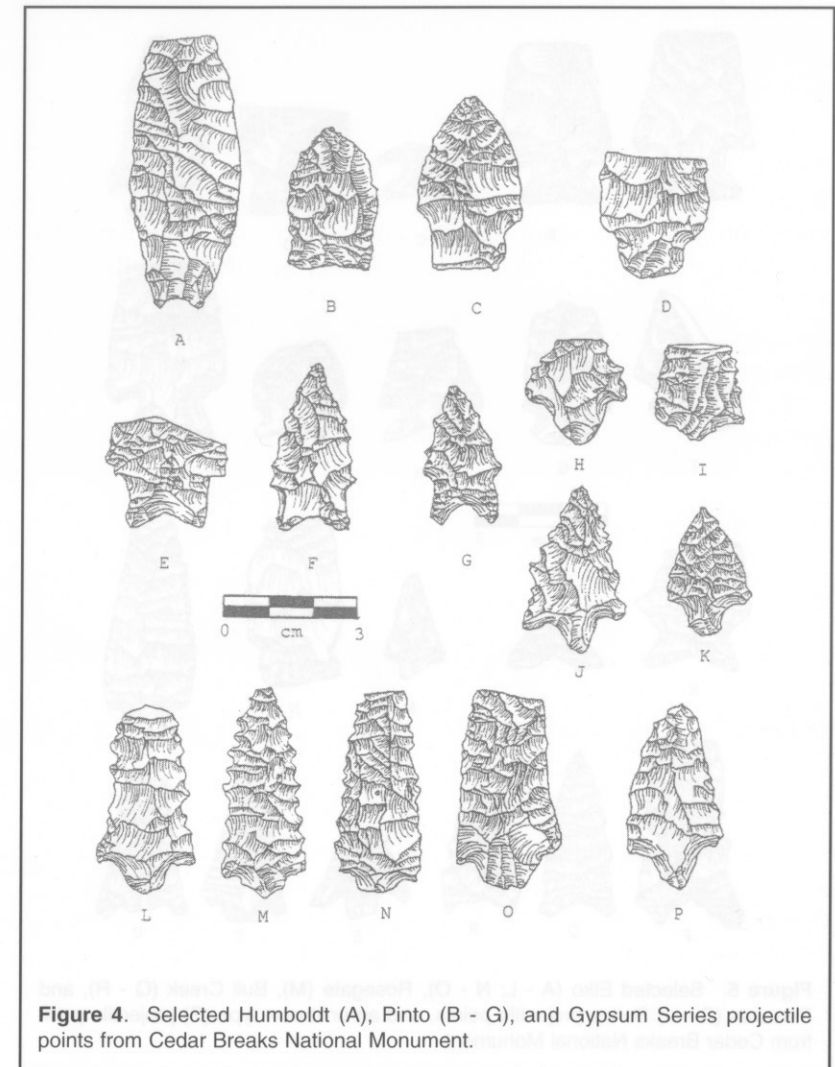 A
B
C
D
E
F
G
H
I
J
K
0 cm 3
L
M
N
O
P
Figure 4. Selected Humboldt (A), Pinto (B - G), and Gypsum Series projectile
points from Cedar Breaks National Monument.